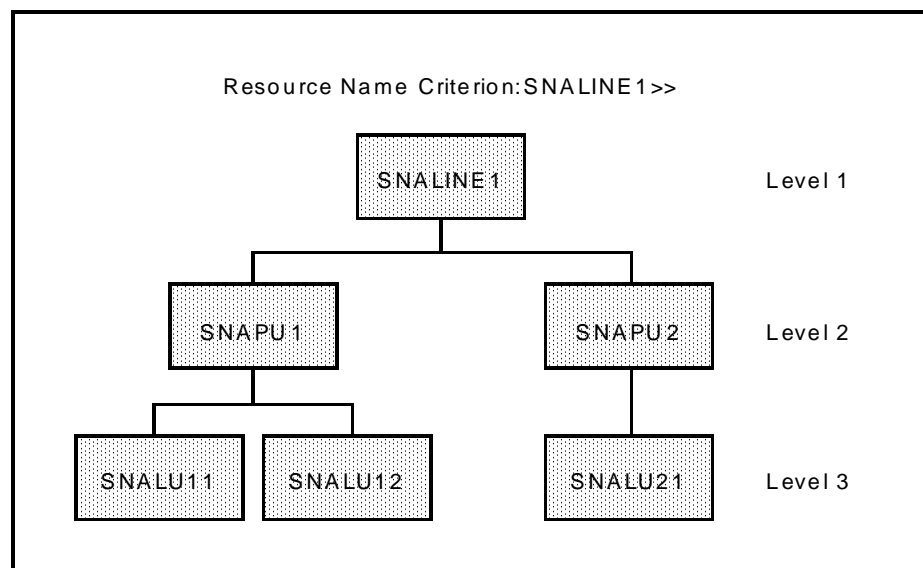 Resource Name Criterion:SNALINE1>>
SNALINE1 Level 1
SNAPU1 SNAPU2 Level 2
SNALU11 SNALU12 SNALU21 Level 3